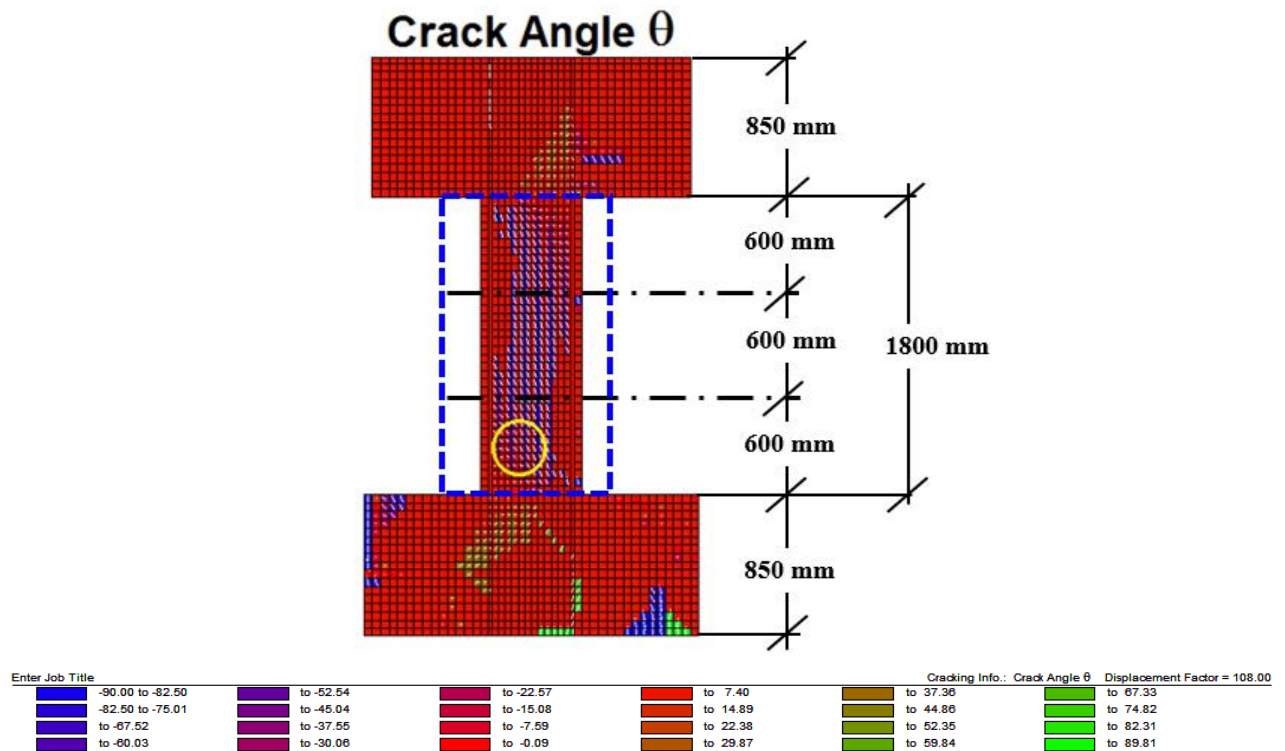 Crack Angle θ
850 mm
600 mm
600 mm
1800 mm
600 mm
850 mm
Enter Job Title Cracking Info.: Crack Angle θ Displacement Factor = 108.00
-90.00 to -82.50 to -52.54 to -22.57 to 7.40 to 37.36 to 67.33
-82.50 to -75.01 to -45.04 to -15.08 to 14.89 to 44.86 to 74.82
to -67.52 to -37.55 to -7.59 to 22.38 to 52.35 to 82.31
to -60.03 to -30.06 to -0.09 to 29.87 to 59.84 to 89.81